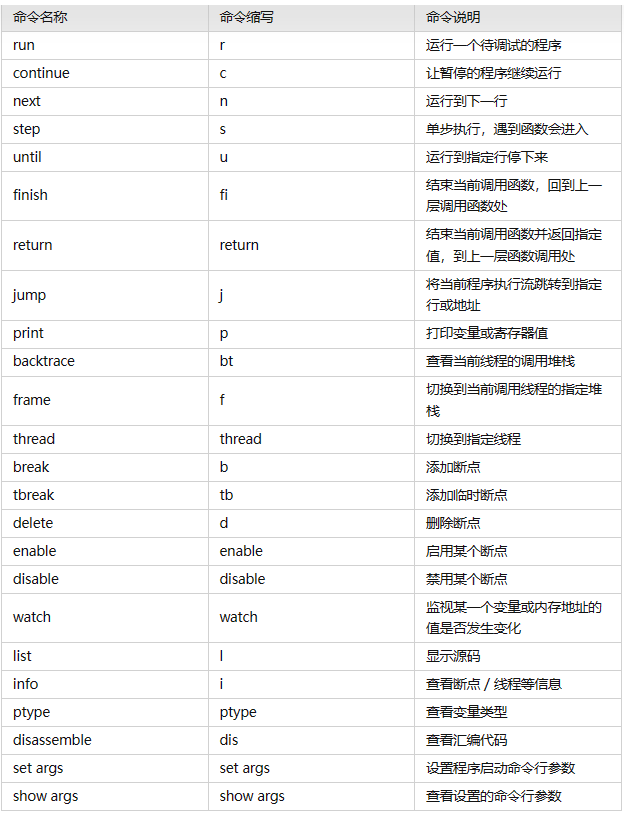 命令名称 命令缩写 命令说明
run r 运行一个待调试的程序
continue c 让暂停的程序继续运行
next n 运行到下一行
step s 单步执行，遇到函数会进入
until u 运行到指定行停下来
finish fi 结束当前调用函数，回到上一
层调用函数处
return return 结束当前调用函数并返回指定
值，到上一层函数调用处
jump j 将当前程序执行流跳转到指定
行或地址
print p 打印变量或寄存器值
backtrace bt 查看当前线程的调用堆栈
frame f 切换到当前调用线程的指定堆
栈
thread thread 切换到指定线程
break b 添加断点
tbreak tb 添加临时断点
delete d 删除断点
enable enable 启用某个断点
disable disable 禁用某个断点
watch watch 监视某一个变量或内存地址的
值是否发生变化
list l 显示源码
info i 查看断点 / 线程等信息
ptype ptype 查看变量类型
disassemble dis 查看汇编代码
set args set args 设置程序启动命令行参数
show args show args 查看设置的命令行参数